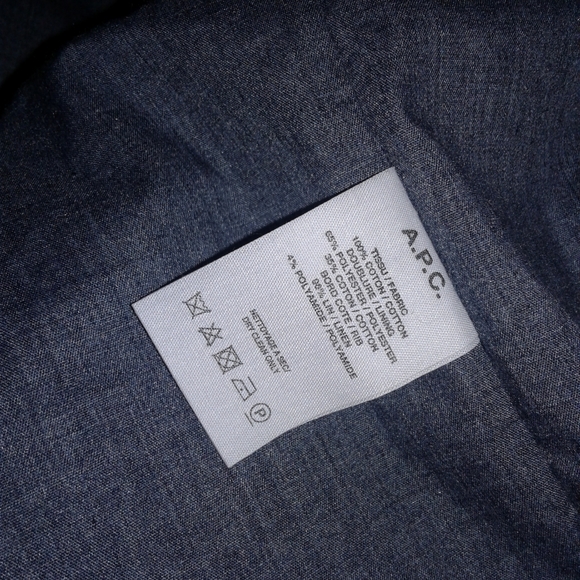 A.P.C.
TISSU / FABRIC
100% COTON / COTTON
DOUBLURE / LINING
65% POLYESTER / POLYESTER
35% COTON / COTTON
BORD COTE / RIB
96% LIN / LINEN
4% POLYAMIDE / POLYAMIDE
NETTOYAGE A SEC/
DRY CLEAN ONLY
P